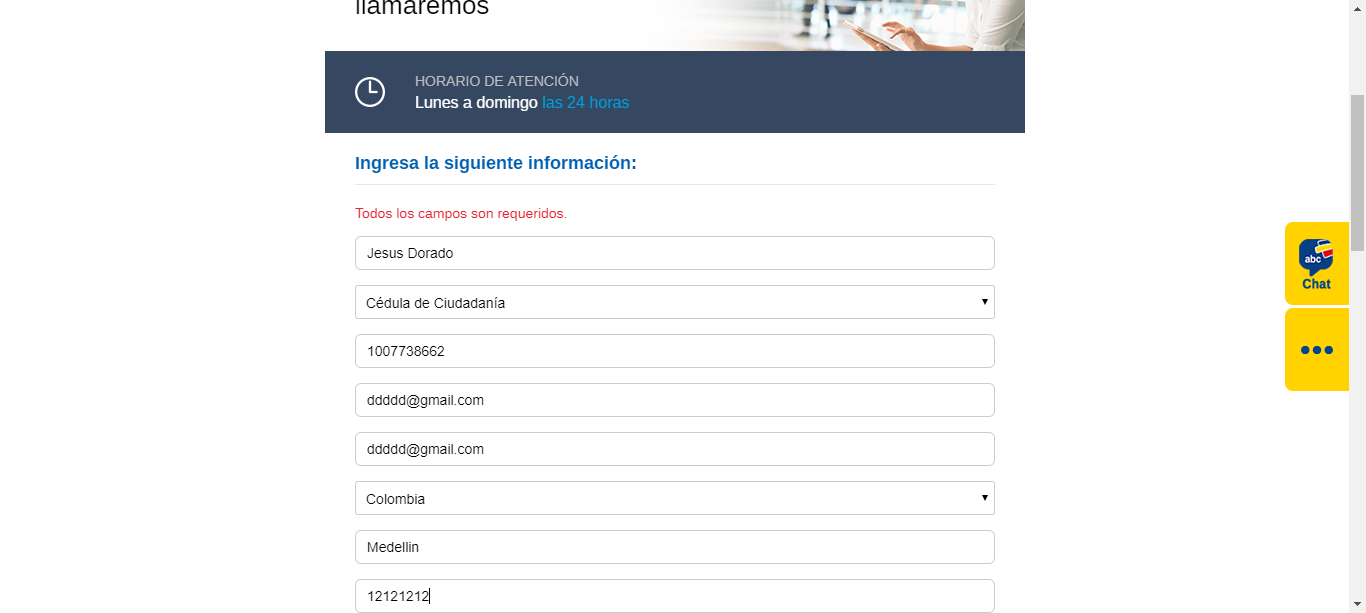 llamaremos
HORARIO DE ATENCIÓN
Lunes a domingo las 24 horas
Ingresa la siguiente información:
Todos los campos son requeridos.
Jesus Dorado
Cédula de Ciudadanía
1007738662
ddddd@gmail.com
ddddd@gmail.com
Colombia
Medellin
12121212
abc
Chat